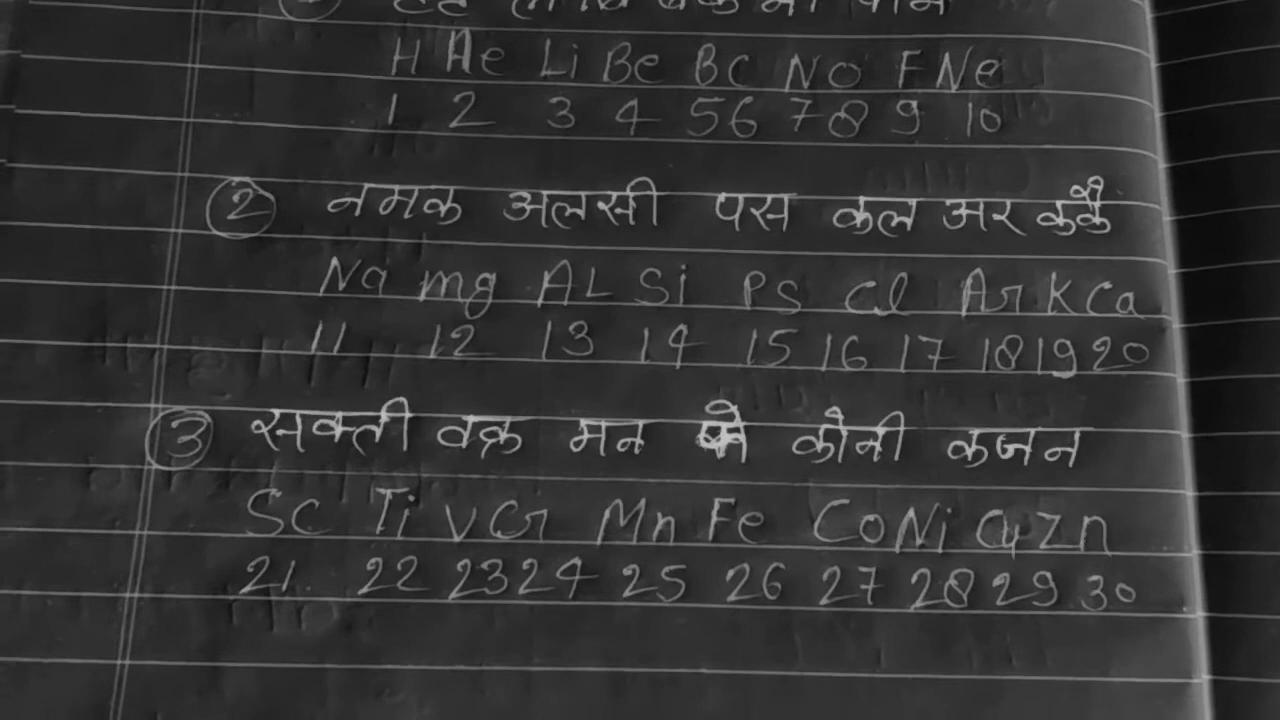 H He Li Be B C N O F Ne
1 2 3 4 5 6 7 8 9 10
② नमक अलसी पस कल अर ककै
Na mg AL Si P S Cl Ar K Ca
11 12 13 14 15 16 17 18 19 20
③ सक्ती वक्र मन कोनी कजन
Sc Ti V Cr Mn Fe Co Ni Cu Zn
21 22 23 24 25 26 27 28 29 30